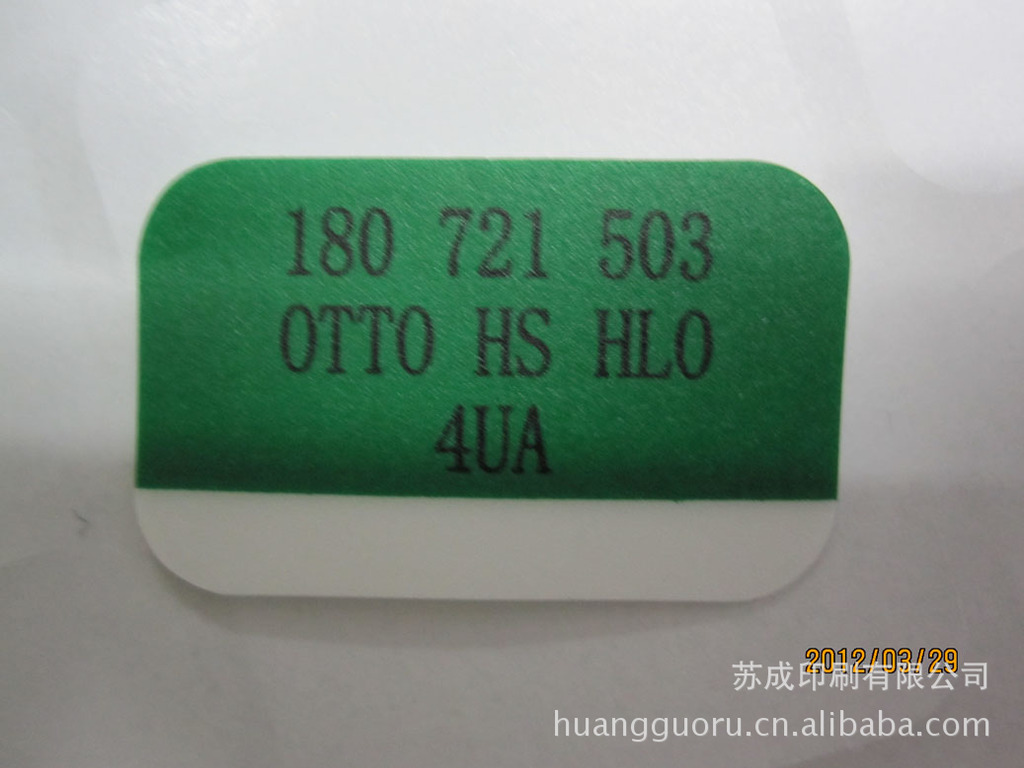 180 721 503
OTTO HS HLO
4UA
2012/03/29
苏成印刷有限公司
huangguoru.cn.alibaba.com